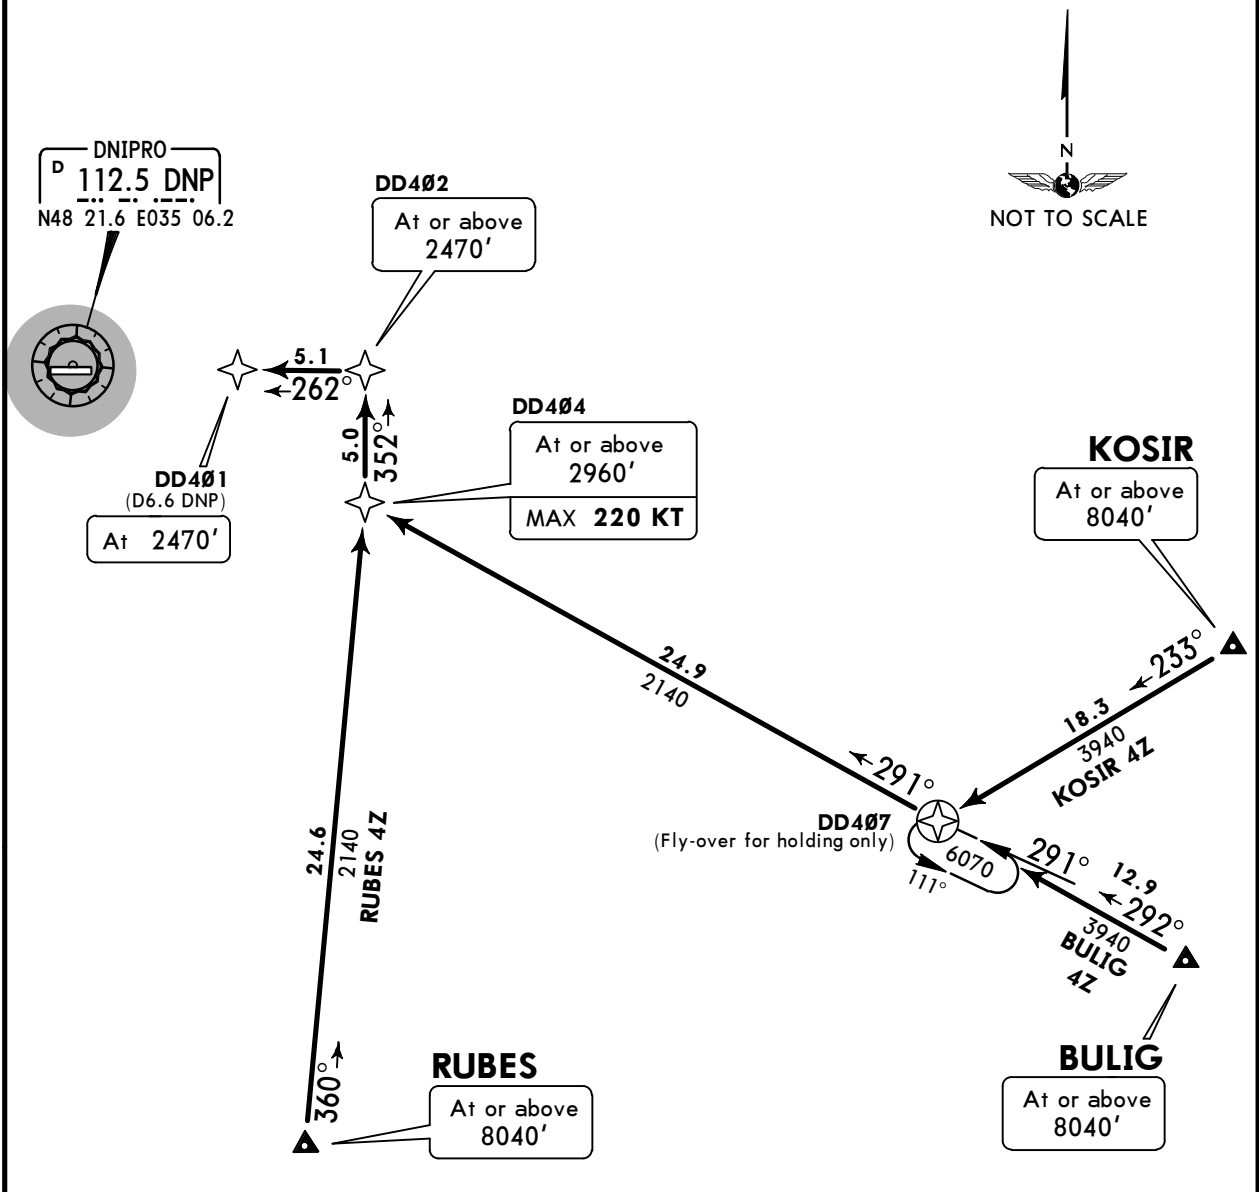 DNIPRO
D 112.5 DNP
N48 21.6 E035 06.2
N
NOT TO SCALE
DD4Ø2
At or above
2470'
5.1
262°
DD4Ø1
(D6.6 DNP)
At 2470'
5.0
352°
DD4Ø4
At or above
2960'
MAX 220 KT
KOSIR
At or above
8040'
233°
18.3
3940
KOSIR 4Z
24.9
2140
291°
DD4Ø7
(Fly-over for holding only)
6070
111°
291°
12.9
292°
3940
BULIG
4Z
BULIG
At or above
8040'
24.6
2140
RUBES 4Z
360°
RUBES
At or above
8040'